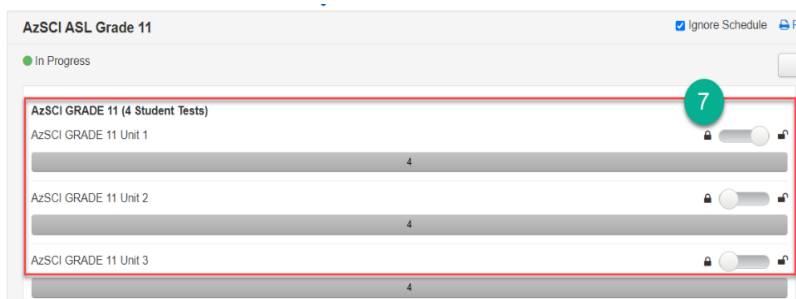 AzSCI ASL Grade 11
Ignore Schedule
In Progress
7
AzSCI GRADE 11 (4 Student Tests)
AzSCI GRADE 11 Unit 1
4
AzSCI GRADE 11 Unit 2
4
AzSCI GRADE 11 Unit 3
4